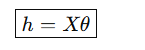 h = Xθ